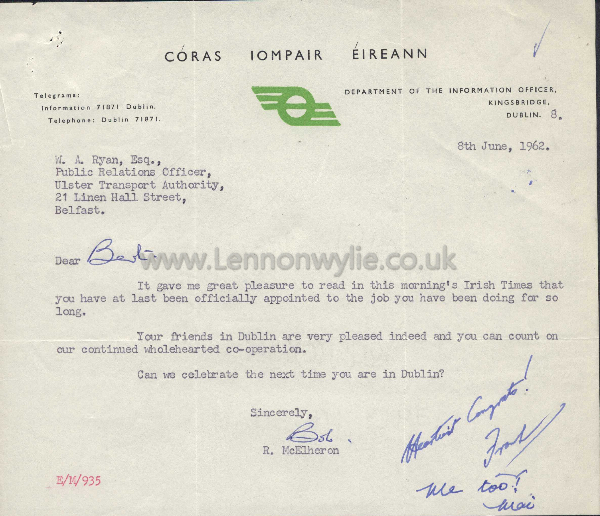 CÓRAS IOMPAIR ÉIREANN
Telegrams:
Information 71871 Dublin.
Telephone: Dublin 71871.
DEPARTMENT OF THE INFORMATION OFFICER,
KINGSBRIDGE,
DUBLIN. 8.
8th June, 1962.
W. A. Ryan, Esq.,
Public Relations Officer,
Ulster Transport Authority,
21 Linen Hall Street,
Belfast.
Dear Bert
www.Lennonwylie.co.uk
It gave me great pleasure to read in this morning's Irish Times that
you have at last been officially appointed to the job you have been doing for so
long.
Your friends in Dublin are very pleased indeed and you can count on
our continued wholehearted co-operation.
Can we celebrate the next time you are in Dublin?
Sincerely,
Bob.
R. McElheron
Heartiest Congrats!
Frank
Me too!
E/M/935